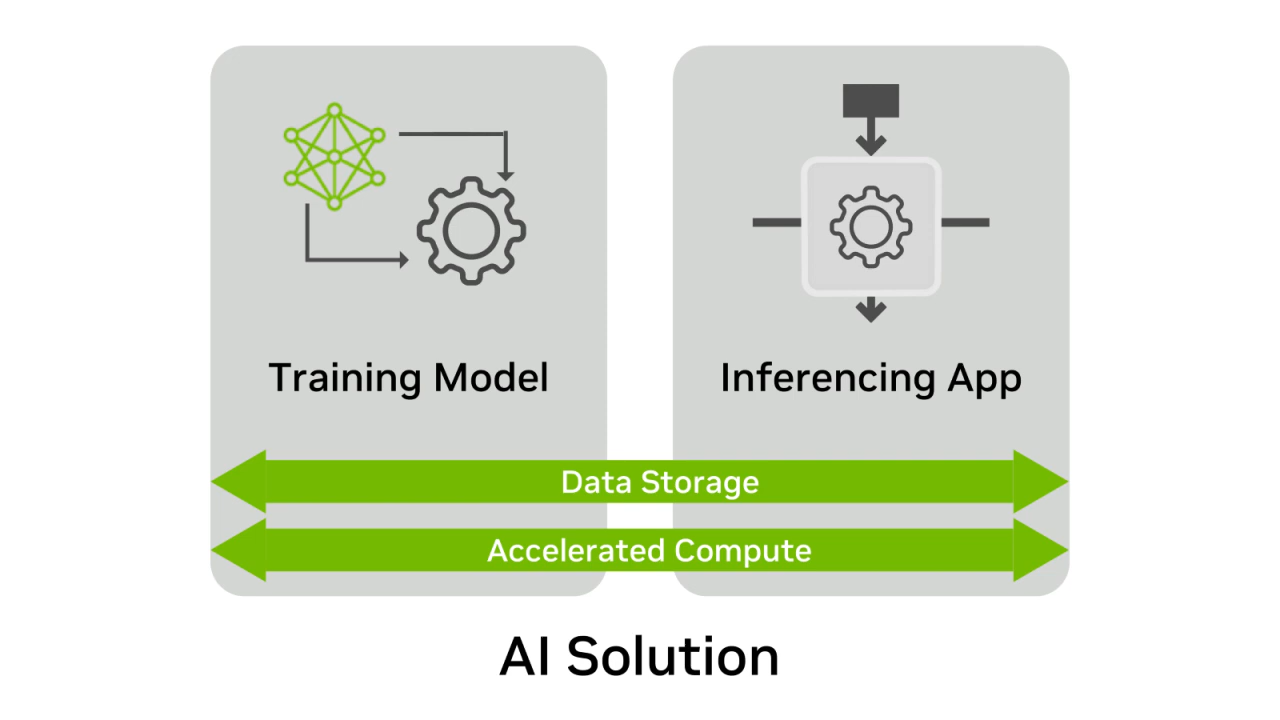 Training Model
Inferencing App
Data Storage
Accelerated Compute
AI Solution